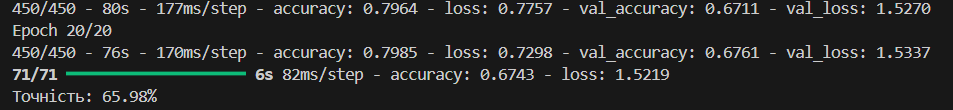 450/450 - 80s - 177ms/step - accuracy: 0.7964 - loss: 0.7757 - val_accuracy: 0.6711 - val_loss: 1.5270
Epoch 20/20
450/450 - 76s - 170ms/step - accuracy: 0.7985 - loss: 0.7298 - val_accuracy: 0.6761 - val_loss: 1.5337
71/71 ━━━━━━━━━━━━━━━━━━━━ 6s 82ms/step - accuracy: 0.6743 - loss: 1.5219
Точність: 65.98%